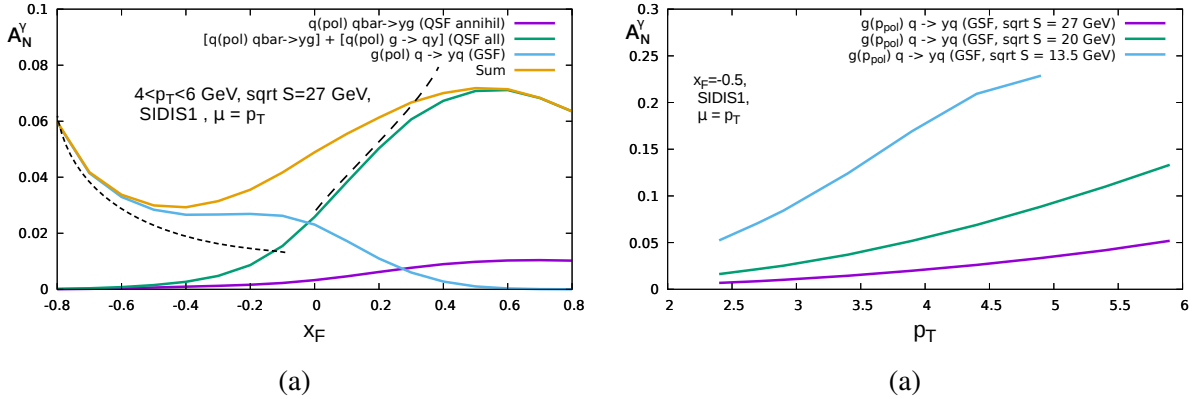 A_N^γ
q(pol) qbar->yg (QSF annihil)
[q(pol) qbar->yg] + [q(pol) g -> qy] (QSF all)
g(pol) q -> yq (GSF)
Sum
4<p_T<6 GeV, sqrt S=27 GeV,
SIDIS1 , μ = p_T
0.1
0.08
0.06
0.04
0.02
0
-0.8 -0.6 -0.4 -0.2 0 0.2 0.4 0.6 0.8
x_F
(a)
A_N^γ
g(p_pol) q -> yq (GSF, sqrt S = 27 GeV)
g(p_pol) q -> yq (GSF, sqrt S = 20 GeV)
g(p_pol) q -> yq (GSF, sqrt S = 13.5 GeV)
x_F=-0.5,
SIDIS1,
μ = p_T
0.3
0.25
0.2
0.15
0.1
0.05
0
2 2.5 3 3.5 4 4.5 5 5.5 6
p_T
(a)